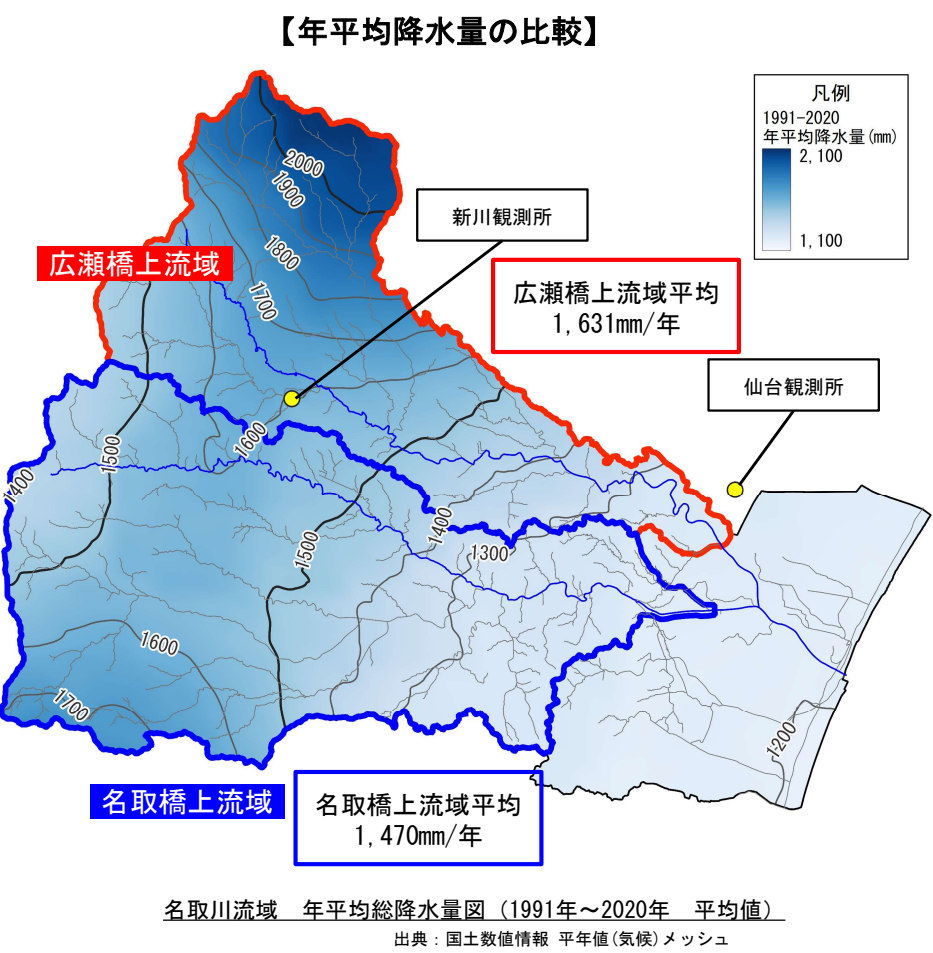 【年平均降水量の比較】
凡例
1991-2020
年平均降水量(mm)
2,100
1,100
2000
1900
新川観測所
1800
広瀬橋上流域
1700
広瀬橋上流域平均
1,631mm/年
仙台観測所
1600
1500
1400
1400
1500
1300
1600
1700
1200
名取橋上流域
名取橋上流域平均
1,470mm/年
名取川流域　年平均総降水量図（1991年～2020年　平均値）
出典：国土数値情報 平年値(気候)メッシュ